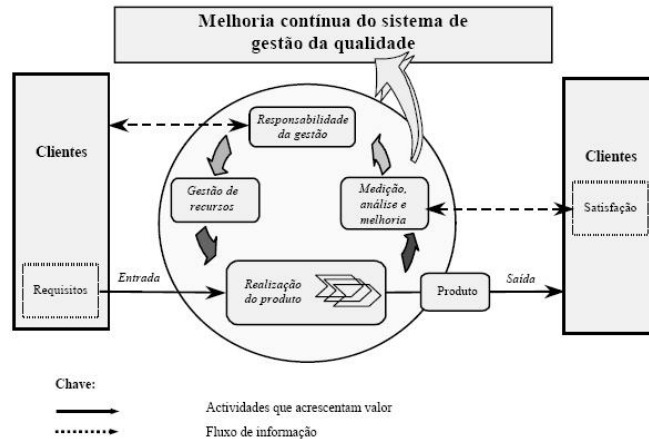 Melhoria contínua do sistema de
gestão da qualidade
Clientes
Responsabilidade
da gestão
Clientes
Gestão de
recursos
Medição,
análise e
melhoria
Satisfação
Requisitos
Entrada
Realização
do produto
Produto
Saída
Chave:
Actividades que acrescentam valor
Fluxo de informação